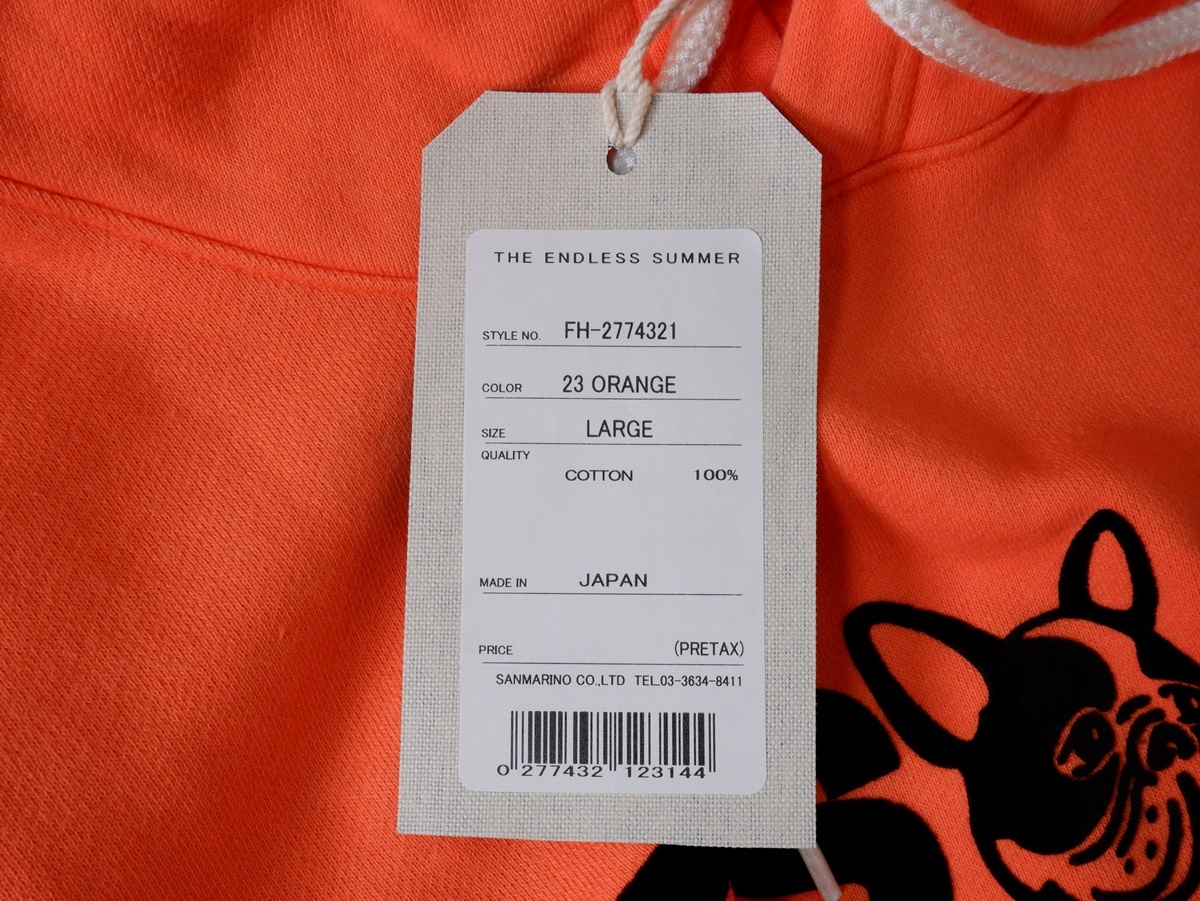 THE ENDLESS SUMMER
STYLE NO. FH-2774321
COLOR 23 ORANGE
SIZE LARGE
QUALITY
COTTON 100%
MADE IN JAPAN
PRICE (PRETAX)
SANMARINO CO.,LTD TEL.03-3634-8411
0 277432 123144